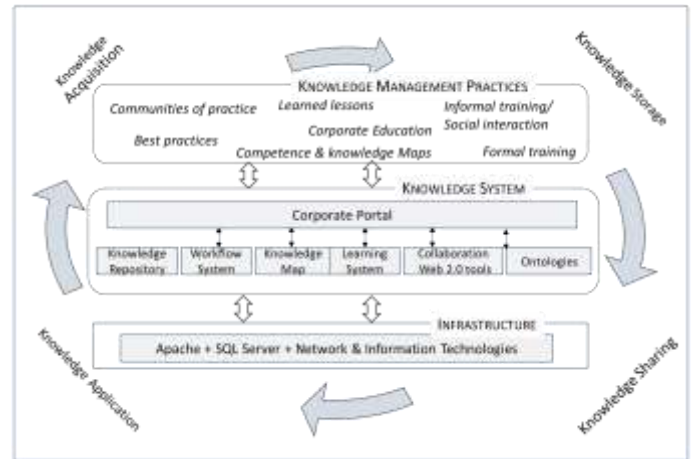 Knowledge
Acquisition
Knowledge Storage
KNOWLEDGE MANAGEMENT PRACTICES
Communities of practice
Learned lessons
Informal training/
Social interaction
Best practices
Corporate Education
Competence & knowledge Maps
Formal training
KNOWLEDGE SYSTEM
Corporate Portal
Knowledge
Repository
Workflow
System
Knowledge
Map
Learning
System
Collaboration
Web 2.0 tools
Ontologies
INFRASTRUCTURE
Apache + SQL Server + Network & Information Technologies
Knowledge Application
Knowledge Sharing